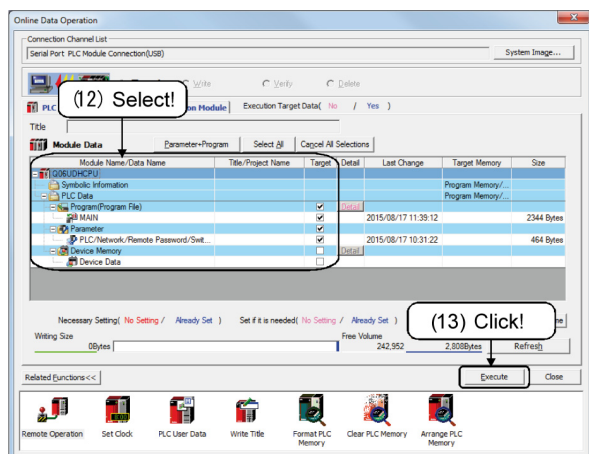 Online Data Operation
Connection Channel List
Serial Port PLC Module Connection(USB)
System Image...
Write Verify Delete
(12) Select!
PLC
on Module Execution Target Data( No / Yes )
Title
Module Data Parameter+Program Select All Cancel All Selections
Module Name/Data Name Title/Project Name Target Detail Last Change Target Memory Size
Q06UDHCPU
Symbolic Information Program Memory/...
PLC Data Program Memory/...
Program(Program File) Detail
MAIN 2015/08/17 11:39:12 2344 Bytes
Parameter
PLC/Network/Remote Password/Swit... 2015/08/17 10:31:22 464 Bytes
Device Memory Detail
Device Data
Necessary Setting( No Setting / Already Set ) Set if it is needed( No Setting / Already Set )
(13) Click!
Writing Size
0Bytes
Free Volume
242,952
2,808Bytes
Refresh
Related Functions<<
Execute Close
Remote Operation Set Clock PLC User Data Write Title Format PLC Memory Clear PLC Memory Arrange PLC Memory